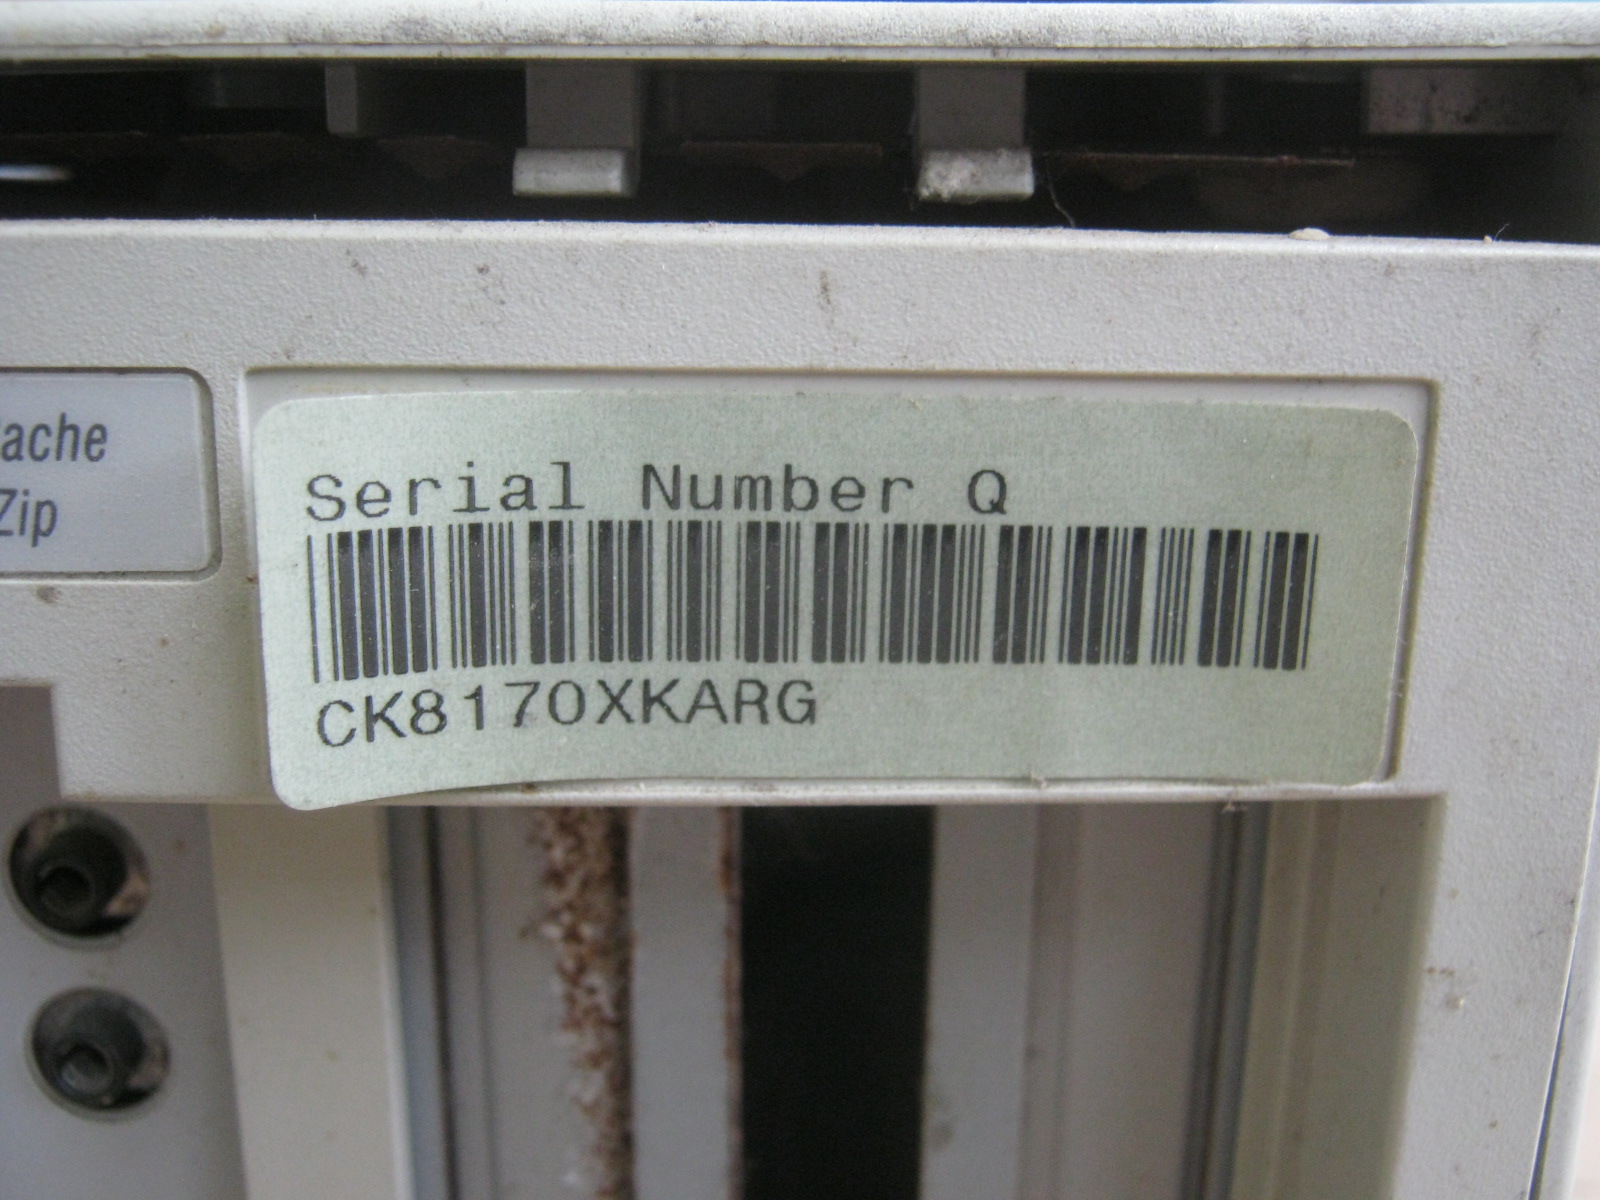 ache
Zip
Serial Number Q
CK8170XKARG